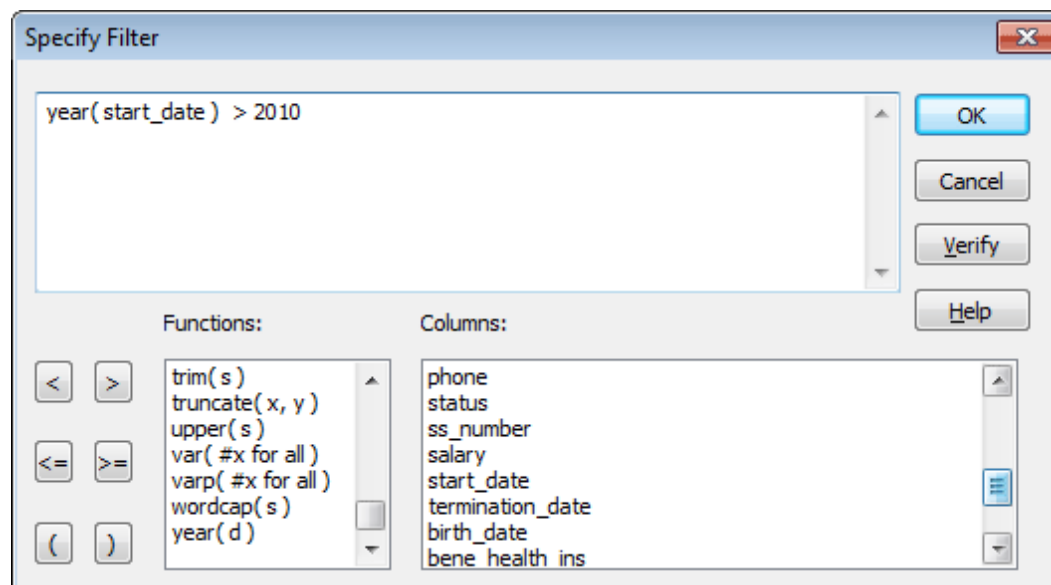 Specify Filter
year( start_date )  > 2010
OK
Cancel
Verify
Help
Functions:
Columns:
<
>
<=
>=
(
)
trim( s )
truncate( x, y )
upper( s )
var( #x for all )
varp( #x for all )
wordcap( s )
year( d )
phone
status
ss_number
salary
start_date
termination_date
birth_date
bene_health_ins